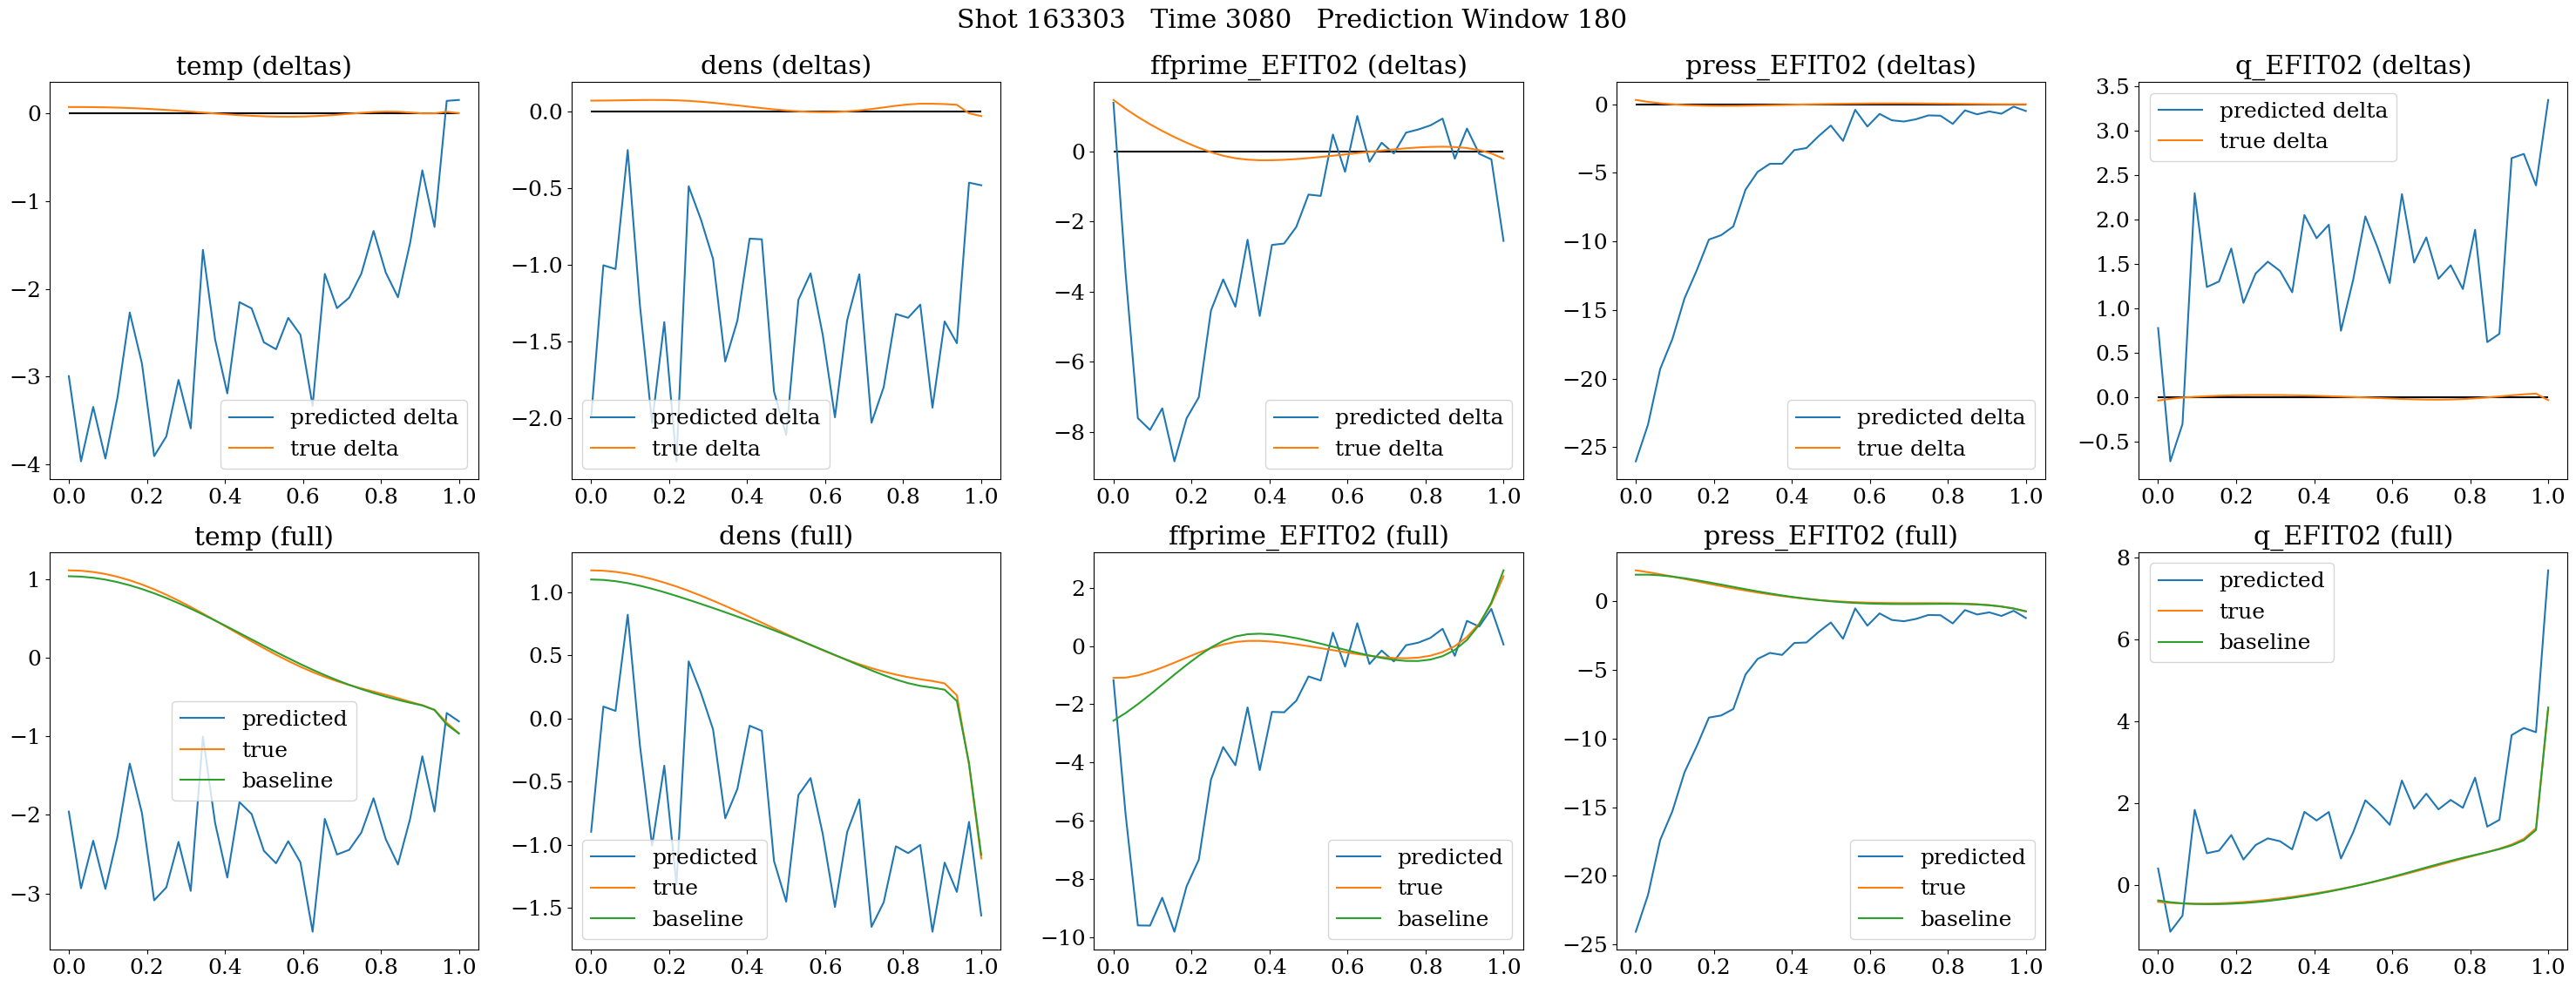 Shot 163303   Time 3080   Prediction Window 180
temp (deltas)
0
−1
−2
−3
−4
0.0 0.2 0.4 0.6 0.8 1.0
predicted delta
true delta
dens (deltas)
0.0
−0.5
−1.0
−1.5
−2.0
0.0 0.2 0.4 0.6 0.8 1.0
predicted delta
true delta
ffprime_EFIT02 (deltas)
0
−2
−4
−6
−8
0.0 0.2 0.4 0.6 0.8 1.0
predicted delta
true delta
press_EFIT02 (deltas)
0
−5
−10
−15
−20
−25
0.0 0.2 0.4 0.6 0.8 1.0
predicted delta
true delta
q_EFIT02 (deltas)
3.5
3.0
2.5
2.0
1.5
1.0
0.5
0.0
−0.5
0.0 0.2 0.4 0.6 0.8 1.0
predicted delta
true delta
temp (full)
1
0
−1
−2
−3
0.0 0.2 0.4 0.6 0.8 1.0
predicted
true
baseline
dens (full)
1.0
0.5
0.0
−0.5
−1.0
−1.5
0.0 0.2 0.4 0.6 0.8 1.0
predicted
true
baseline
ffprime_EFIT02 (full)
2
0
−2
−4
−6
−8
−10
0.0 0.2 0.4 0.6 0.8 1.0
predicted
true
baseline
press_EFIT02 (full)
0
−5
−10
−15
−20
−25
0.0 0.2 0.4 0.6 0.8 1.0
predicted
true
baseline
q_EFIT02 (full)
8
6
4
2
0
0.0 0.2 0.4 0.6 0.8 1.0
predicted
true
baseline